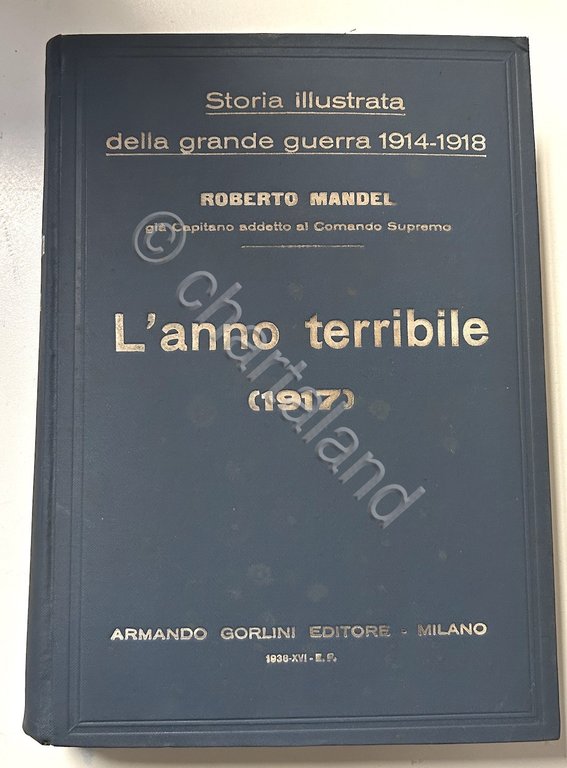 Storia illustrata
della grande guerra 1914-1918
ROBERTO MANDEL
già Capitano addetto al Comando Supremo
L'anno terribile
(1917)
ARMANDO GORLINI EDITORE - MILANO
1938-XVI - E. F.
© chartaland